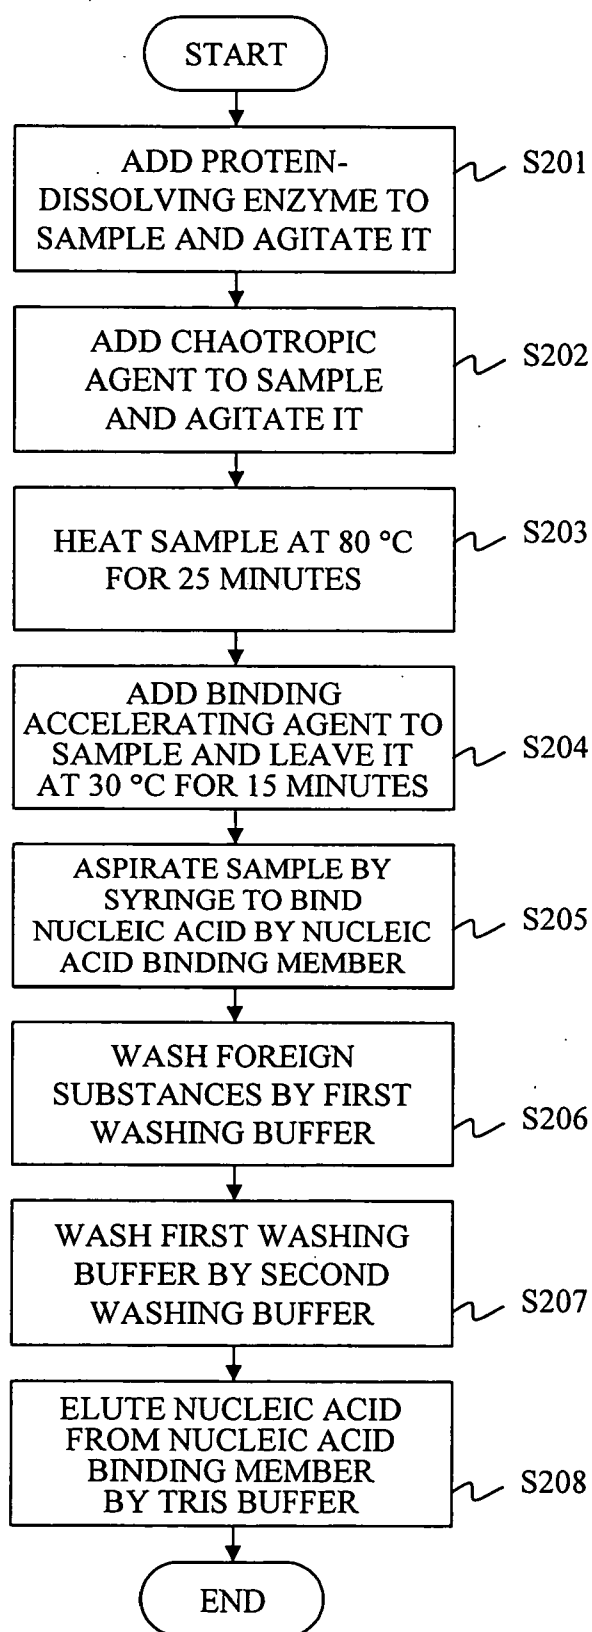 START
ADD PROTEIN-
DISSOLVING ENZYME TO
SAMPLE AND AGITATE IT
S201
ADD CHAOTROPIC
AGENT TO SAMPLE
AND AGITATE IT
S202
HEAT SAMPLE AT 80 °C
FOR 25 MINUTES
S203
ADD BINDING
ACCELERATING AGENT TO
SAMPLE AND LEAVE IT
AT 30 °C FOR 15 MINUTES
S204
ASPIRATE SAMPLE BY
SYRINGE TO BIND
NUCLEIC ACID BY NUCLEIC
ACID BINDING MEMBER
S205
WASH FOREIGN
SUBSTANCES BY FIRST
WASHING BUFFER
S206
WASH FIRST WASHING
BUFFER BY SECOND
WASHING BUFFER
S207
ELUTE NUCLEIC ACID
FROM NUCLEIC ACID
BINDING MEMBER
BY TRIS BUFFER
S208
END